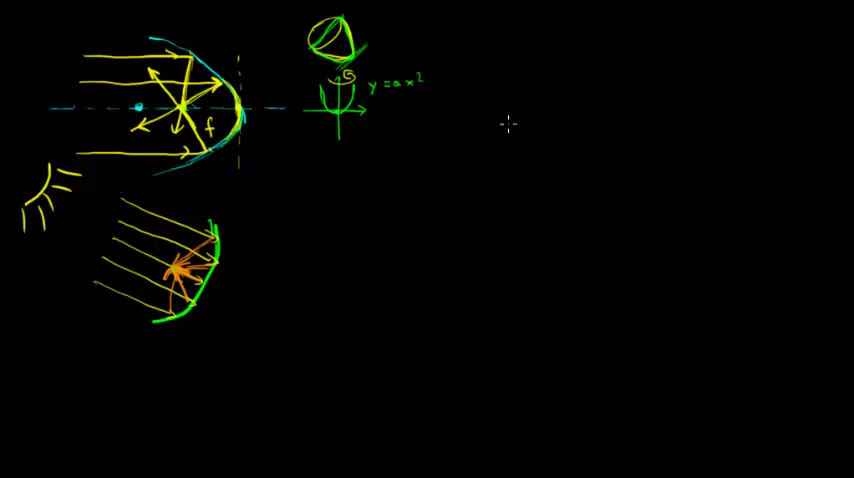 y = ax²
f